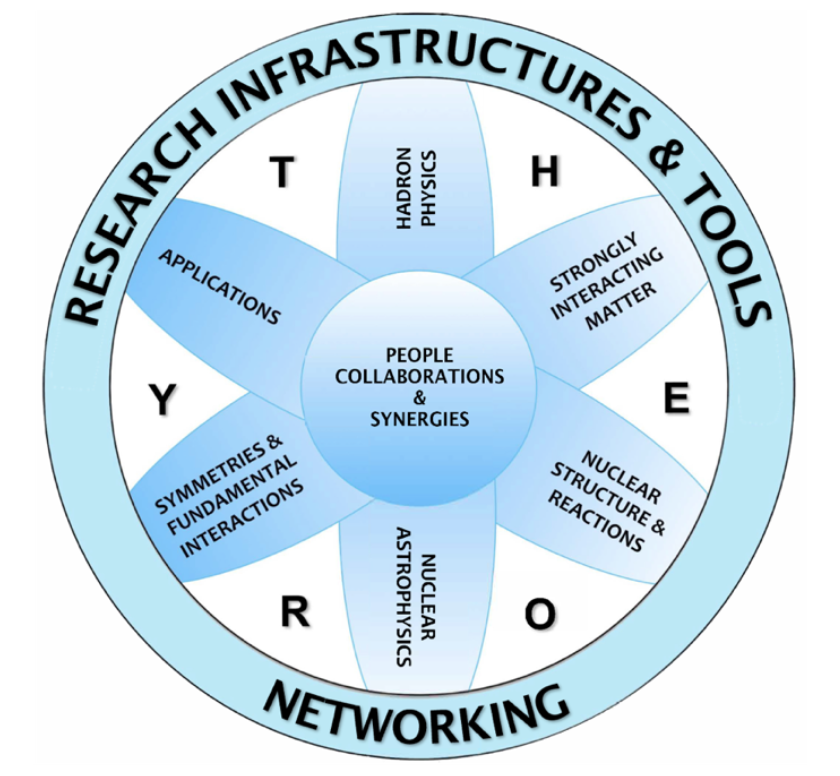 RESEARCH INFRASTRUCTURES & TOOLS
T
H
E
O
R
Y
HADRON
PHYSICS
STRONGLY
INTERACTING
MATTER
NUCLEAR
STRUCTURE &
REACTIONS
NUCLEAR
ASTROPHYSICS
SYMMETRIES &
FUNDAMENTAL
INTERACTIONS
APPLICATIONS
PEOPLE
COLLABORATIONS
&
SYNERGIES
NETWORKING